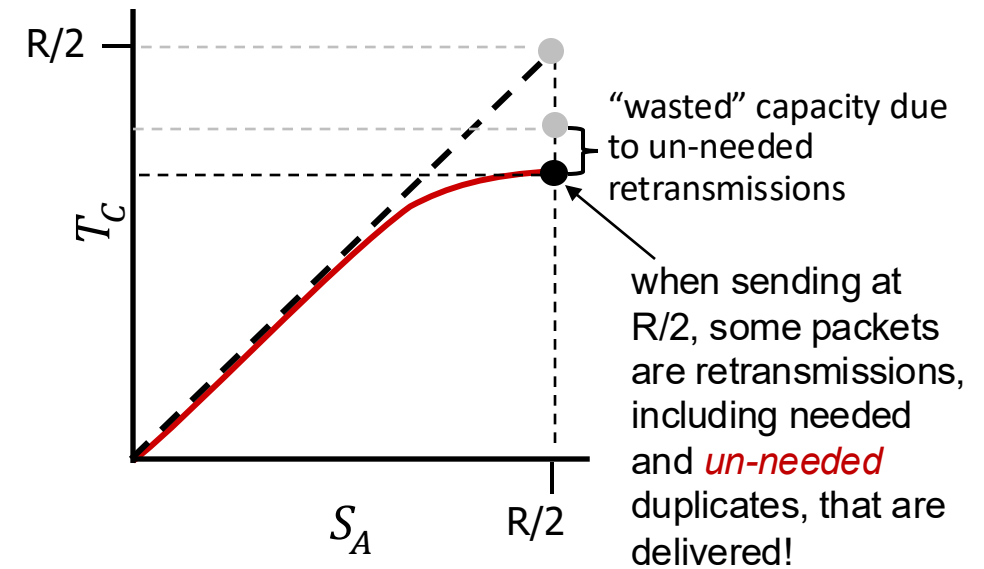 R/2
“wasted” capacity due
to un-needed
retransmissions
T_C
when sending at
R/2, some packets
are retransmissions,
including needed
and un-needed
duplicates, that are
delivered!
S_A
R/2